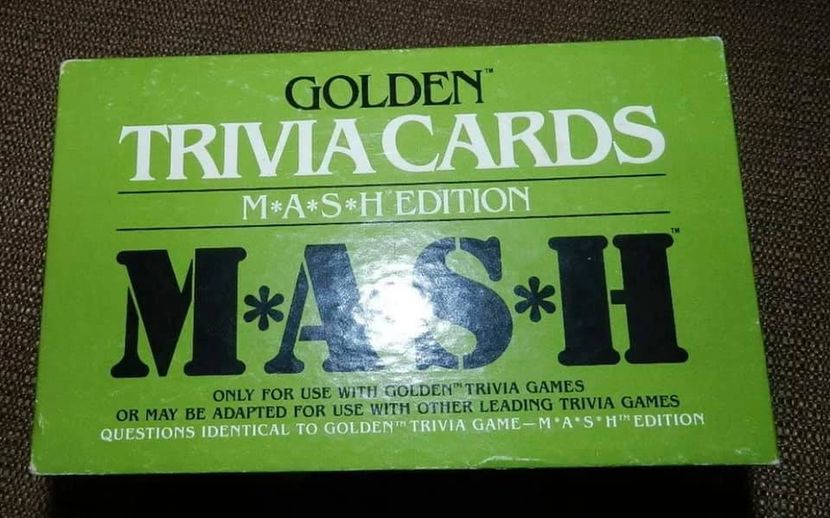 GOLDEN™
TRIVIA CARDS
M*A*S*H™ EDITION
M*A*S*H™
ONLY FOR USE WITH GOLDEN™ TRIVIA GAMES
OR MAY BE ADAPTED FOR USE WITH OTHER LEADING TRIVIA GAMES
QUESTIONS IDENTICAL TO GOLDEN™ TRIVIA GAME—M*A*S*H™ EDITION